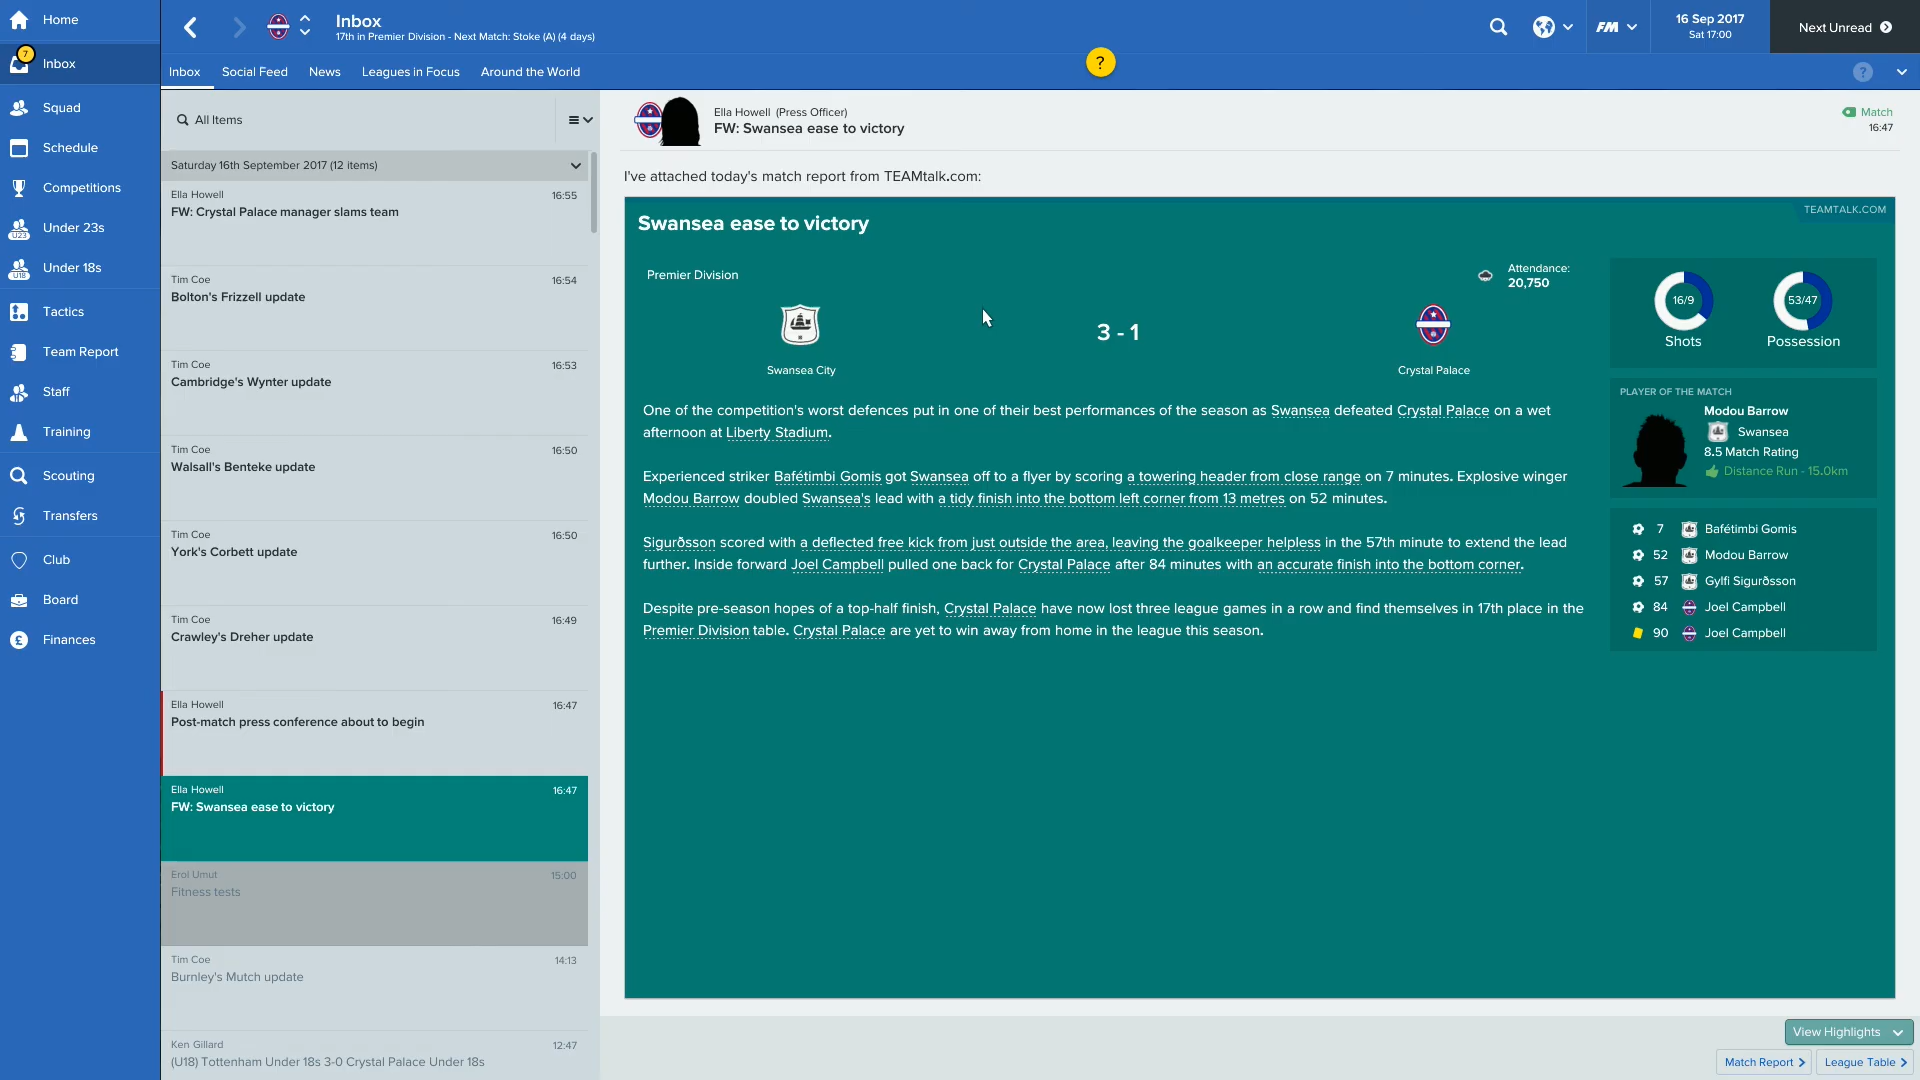 Home
7
Inbox
Squad
Schedule
Competitions
U23
Under 23s
U18
Under 18s
Tactics
Team Report
Staff
Training
Scouting
Transfers
Club
Board
£
Finances
Inbox
17th in Premier Division - Next Match: Stoke (A) (4 days)
FM
16 Sep 2017
Sat 17:00
Next Unread
Inbox
Social Feed
News
Leagues in Focus
Around the World
?
?
All Items
Saturday 16th September 2017 (12 items)
Ella Howell 16:55
FW: Crystal Palace manager slams team
Tim Coe 16:54
Bolton's Frizzell update
Tim Coe 16:53
Cambridge's Wynter update
Tim Coe 16:50
Walsall's Benteke update
Tim Coe 16:50
York's Corbett update
Tim Coe 16:49
Crawley's Dreher update
Ella Howell 16:47
Post-match press conference about to begin
Ella Howell 16:47
FW: Swansea ease to victory
Erol Umut 15:00
Fitness tests
Tim Coe 14:13
Burnley's Mutch update
Ken Gillard 12:47
(U18) Tottenham Under 18s 3-0 Crystal Palace Under 18s
Ella Howell (Press Officer)
FW: Swansea ease to victory
Match
16:47
I've attached today's match report from TEAMtalk.com:
TEAMTALK.COM
Swansea ease to victory
Premier Division
Attendance:
20,750
3 - 1
Swansea City
Crystal Palace
One of the competition's worst defences put in one of their best performances of the season as Swansea defeated Crystal Palace on a wet
afternoon at Liberty Stadium.
Experienced striker Bafétimbi Gomis got Swansea off to a flyer by scoring a towering header from close range on 7 minutes. Explosive winger
Modou Barrow doubled Swansea's lead with a tidy finish into the bottom left corner from 13 metres on 52 minutes.
Sigurðsson scored with a deflected free kick from just outside the area, leaving the goalkeeper helpless in the 57th minute to extend the lead
further. Inside forward Joel Campbell pulled one back for Crystal Palace after 84 minutes with an accurate finish into the bottom corner.
Despite pre-season hopes of a top-half finish, Crystal Palace have now lost three league games in a row and find themselves in 17th place in the
Premier Division table. Crystal Palace are yet to win away from home in the league this season.
16/9
Shots
53/47
Possession
PLAYER OF THE MATCH
Modou Barrow
Swansea
8.5 Match Rating
Distance Run - 15.0km
7 Bafétimbi Gomis
52 Modou Barrow
57 Gylfi Sigurðsson
84 Joel Campbell
90 Joel Campbell
View Highlights
Match Report
League Table